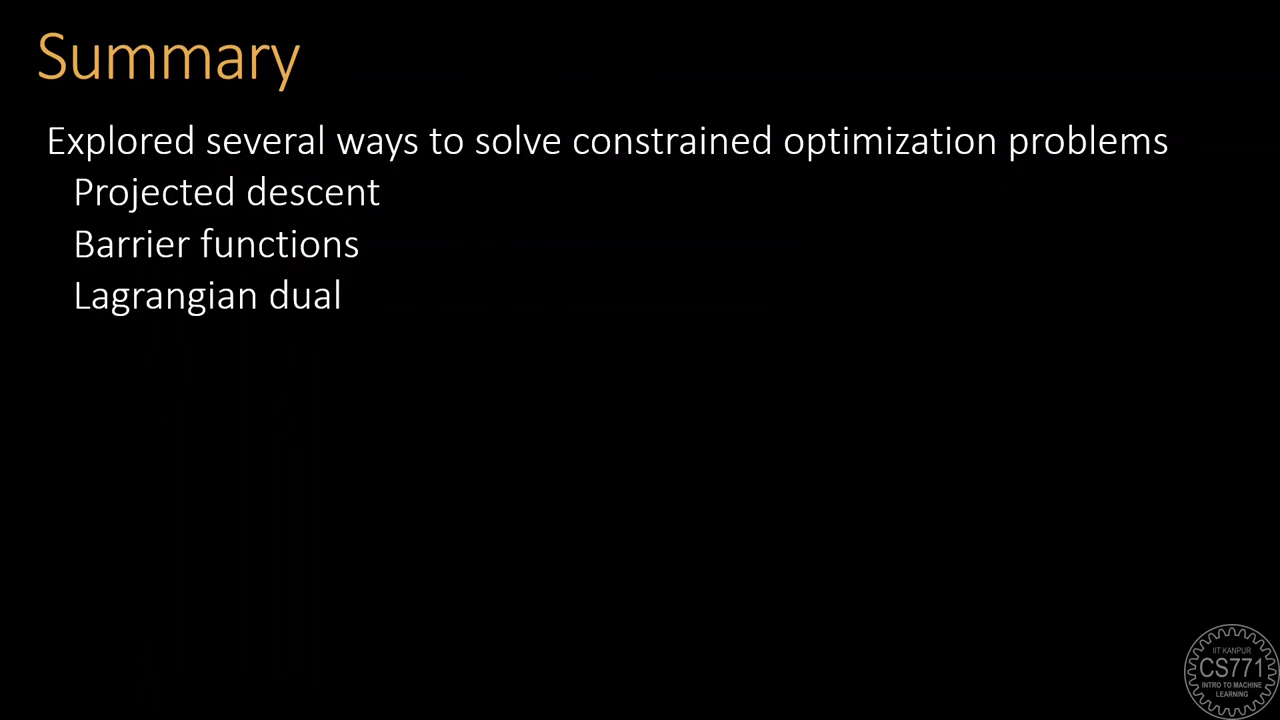 Summary
Explored several ways to solve constrained optimization problems
Projected descent
Barrier functions
Lagrangian dual
IIT KANPUR
CS771
INTRO TO MACHINE
LEARNING